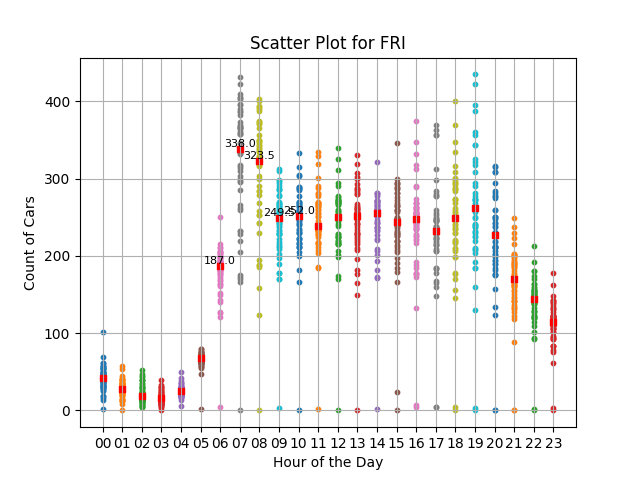 Scatter Plot for FRI
Count of Cars
400
300
200
100
0
338.0
323.5
249.5
252.0
187.0
00 01 02 03 04 05 06 07 08 09 10 11 12 13 14 15 16 17 18 19 20 21 22 23
Hour of the Day